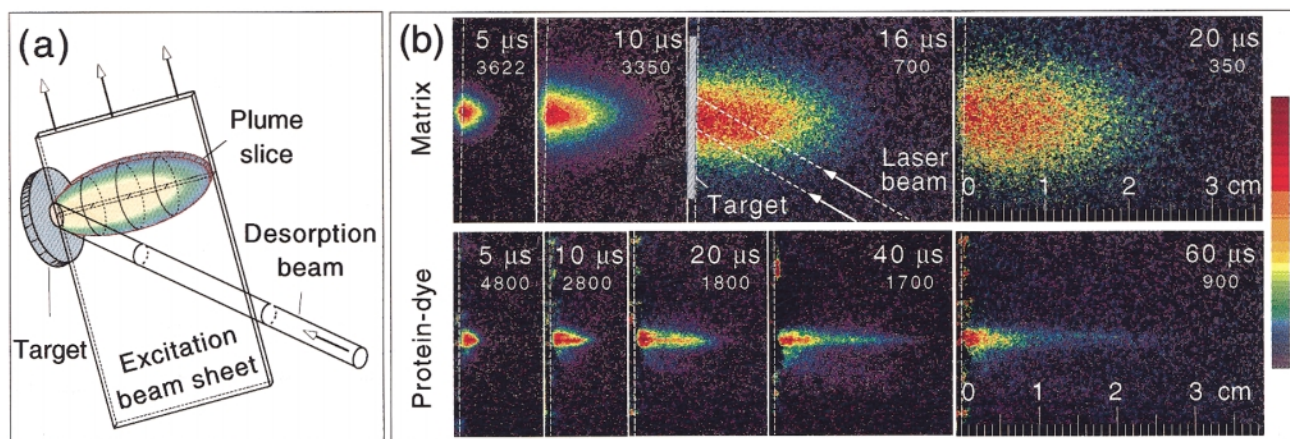 (a)
Plume
slice
Desorption
beam
Target
Excitation
beam sheet
(b)
Matrix
5 μs
3622
10 μs
3350
16 μs
700
Laser
beam
Target
20 μs
350
0 1 2 3 cm
Protein-dye
5 μs
4800
10 μs
2800
20 μs
1800
40 μs
1700
60 μs
900
0 1 2 3